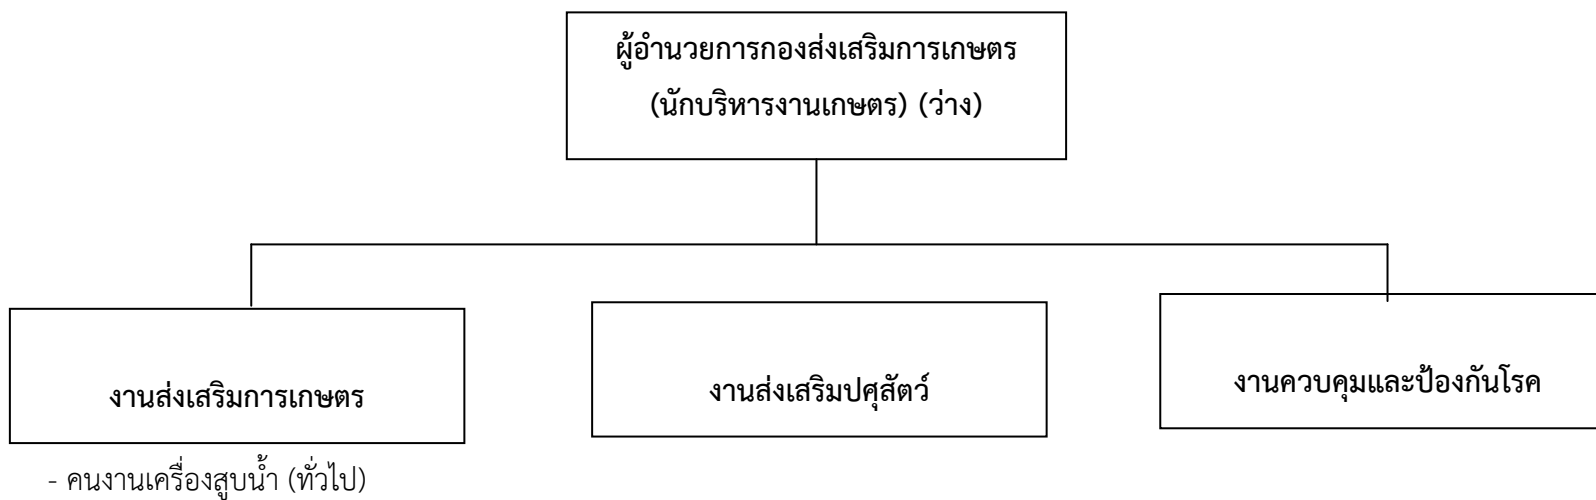 ผู้อำนวยการกองส่งเสริมการเกษตร
(นักบริหารงานเกษตร) (ว่าง)
งานส่งเสริมการเกษตร
งานส่งเสริมปศุสัตว์
งานควบคุมและป้องกันโรค
- คนงานเครื่องสูบน้ำ (ทั่วไป)